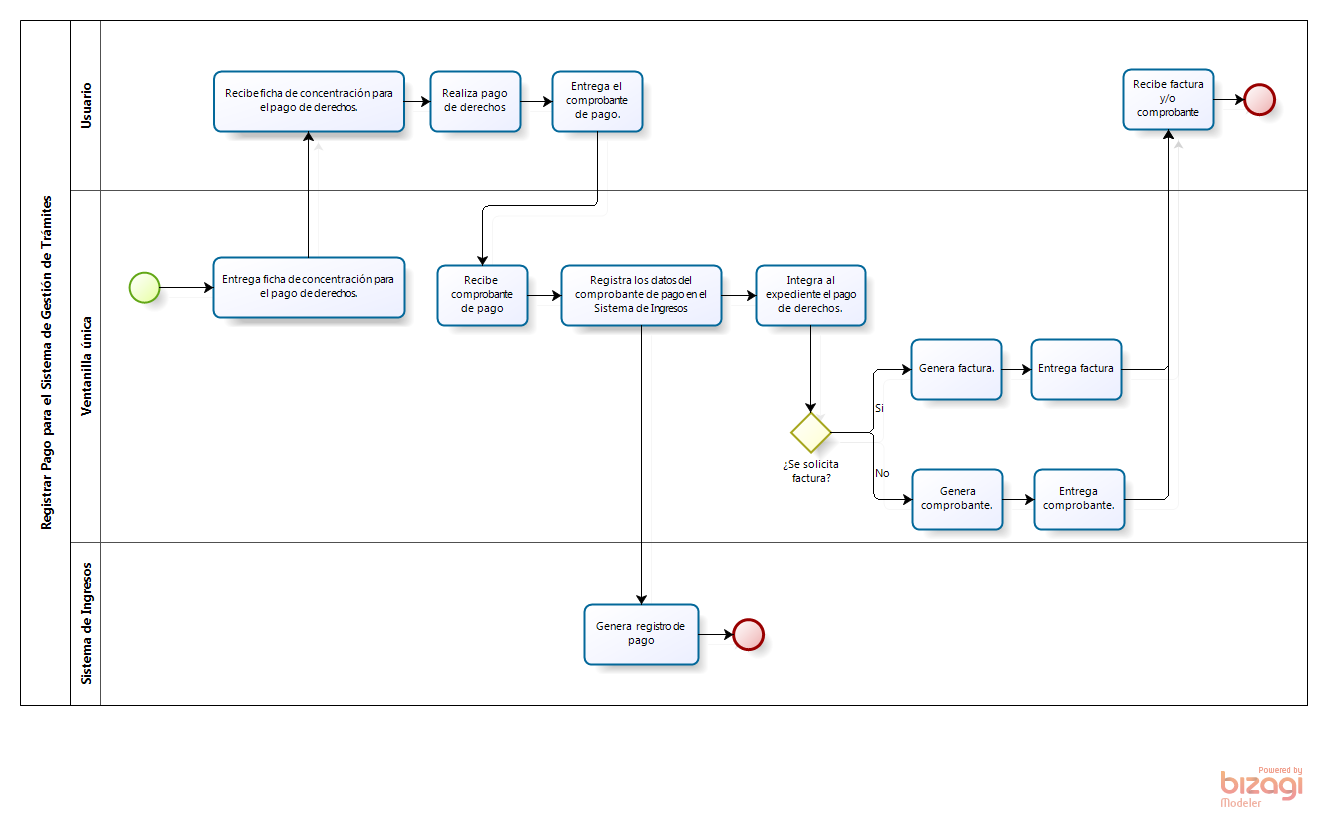 Registrar Pago para el Sistema de Gestión de Trámites
Usuario
Recibe ficha de concentración para
el pago de derechos.
Realiza pago
de derechos
Entrega el
comprobante
de pago.
Recibe factura
y/o
comprobante
Ventanilla única
Entrega ficha de concentración para
el pago de derechos.
Recibe
comprobante
de pago
Registra los datos del
comprobante de pago en el
Sistema de Ingresos
Integra al
expediente el pago
de derechos.
¿Se solicita
factura?
Si
Genera factura.
Entrega factura
No
Genera
comprobante.
Entrega
comprobante.
Sistema de Ingresos
Genera registro de
pago
Powered by
bizagi
Modeler